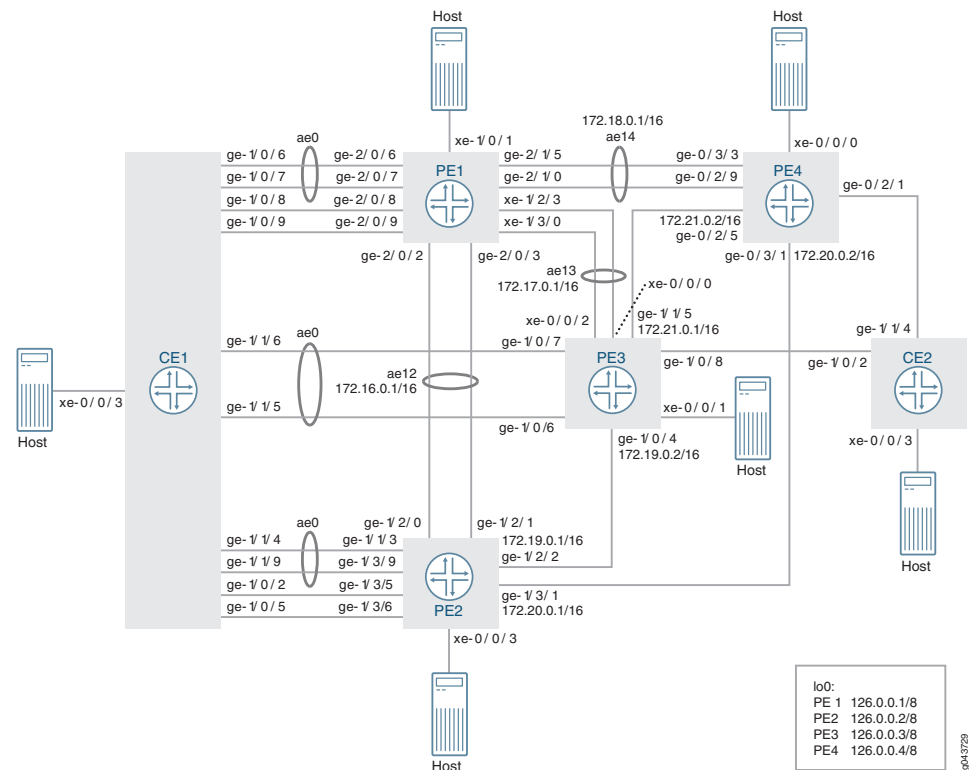 Host
Host
172.18.0.1/16
ae14
ae0
xe-1/0/1
xe-0/0/0
ge-1/0/6
ge-2/0/6
PE1
ge-2/1/5
ge-0/3/3
PE4
ge-1/0/7
ge-2/0/7
ge-2/1/0
ge-0/2/9
ge-0/2/1
ge-1/0/8
ge-2/0/8
xe-1/2/3
ge-1/0/9
ge-2/0/9
xe-1/3/0
172.21.0.2/16
ge-0/2/5
ge-2/0/2
ge-2/0/3
ge-0/3/1
172.20.0.2/16
ae13
172.17.0.1/16
xe-0/0/0
xe-0/0/2
ge-1/1/5
172.21.0.1/16
ae0
ge-1/1/6
ge-1/0/7
ge-1/1/4
CE1
PE3
ge-1/0/8
ge-1/0/2
CE2
ae12
172.16.0.1/16
xe-0/0/3
Host
ge-1/1/5
ge-1/0/6
xe-0/0/1
ge-1/0/4
172.19.0.2/16
Host
xe-0/0/3
Host
ae0
ge-1/2/0
ge-1/2/1
ge-1/1/4
ge-1/1/3
172.19.0.1/16
ge-1/1/9
ge-1/3/9
ge-1/2/2
ge-1/0/2
ge-1/3/5
ge-1/3/1
ge-1/0/5
ge-1/3/6
PE2
172.20.0.1/16
xe-0/0/3
Host
lo0:
PE 1 126.0.0.1/8
PE2 126.0.0.2/8
PE3 126.0.0.3/8
PE4 126.0.0.4/8
g043729